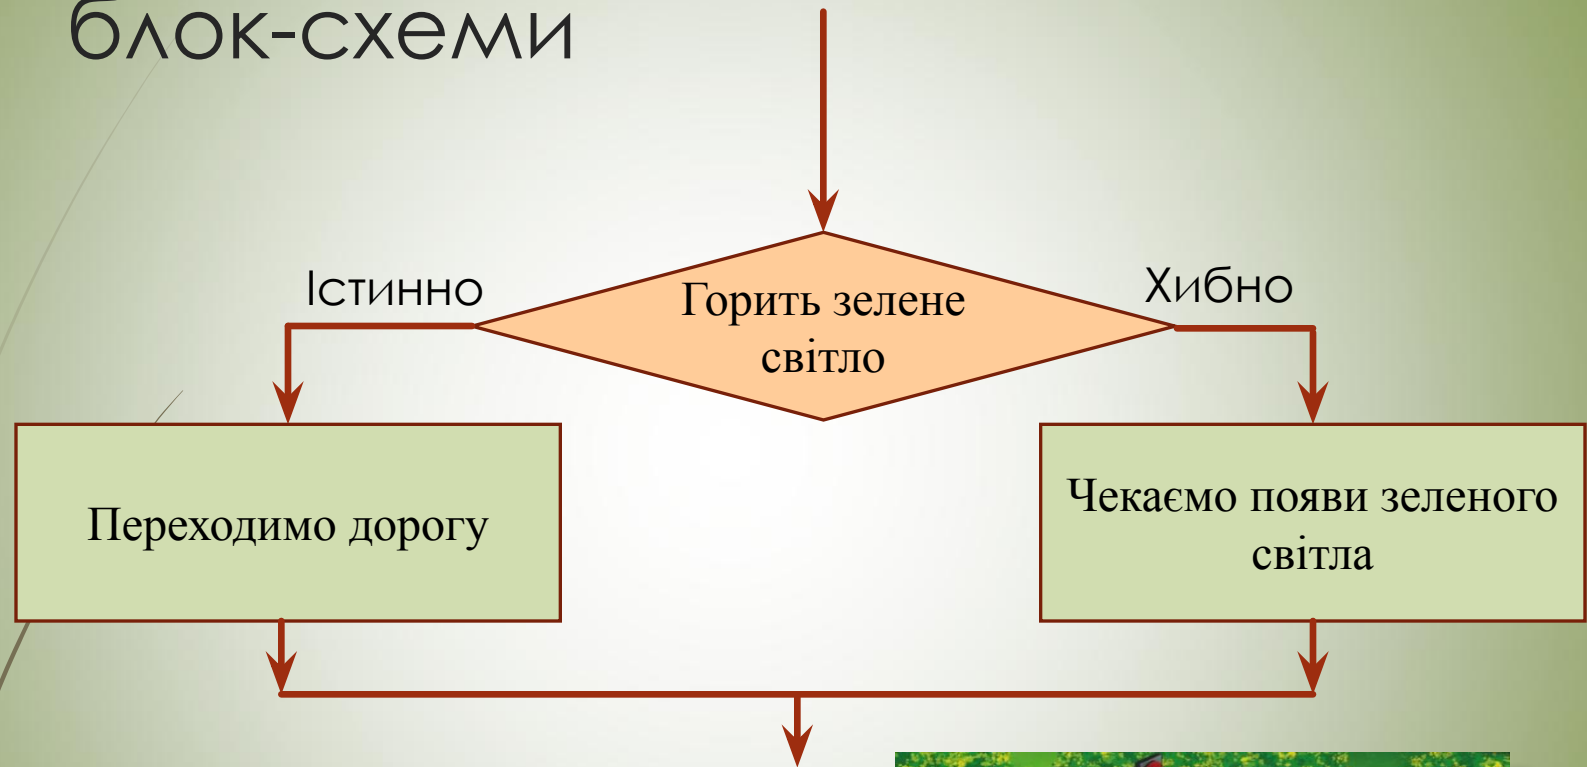 блок-схеми
Істинно
Горить зелене
світло
Хибно
Переходимо дорогу
Чекаємо появи зеленого
світла